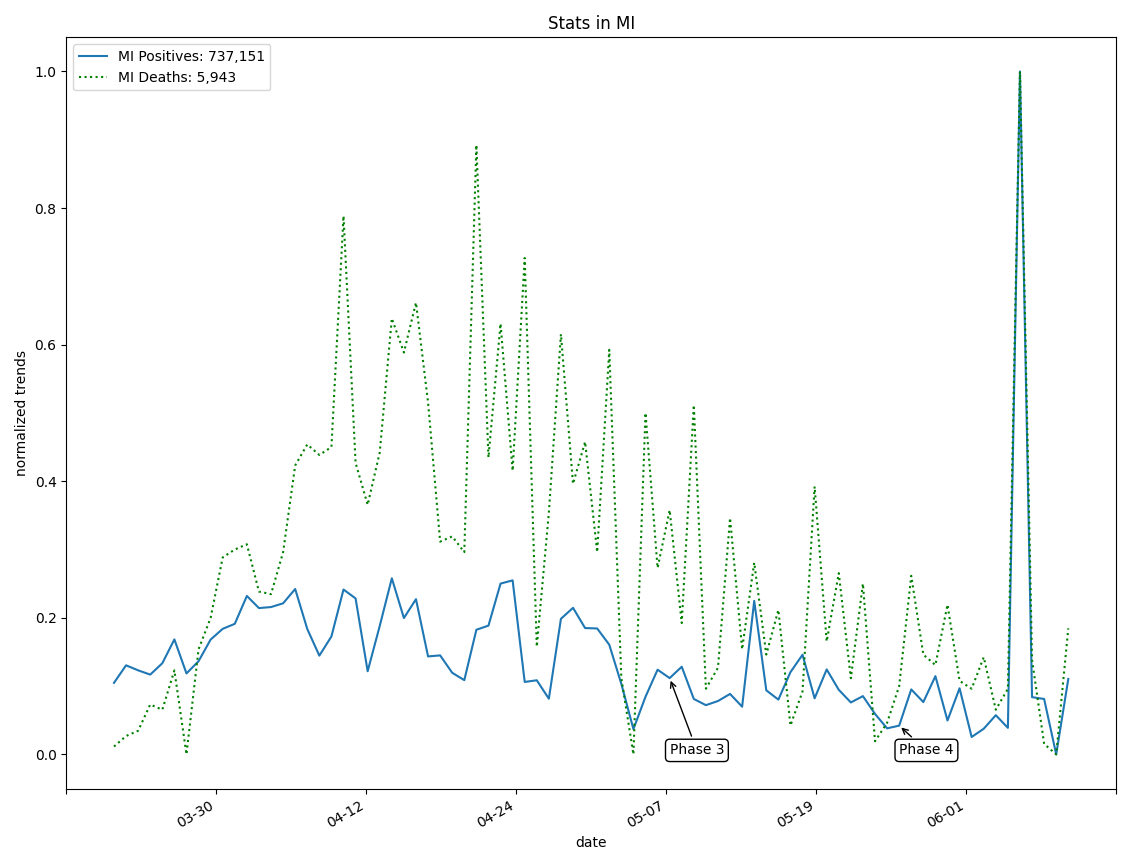 Stats in MI
MI Positives: 737,151
MI Deaths: 5,943
normalized trends
1.0
0.8
0.6
0.4
0.2
0.0
Phase 3
Phase 4
03-30
04-12
04-24
05-07
05-19
06-01
date